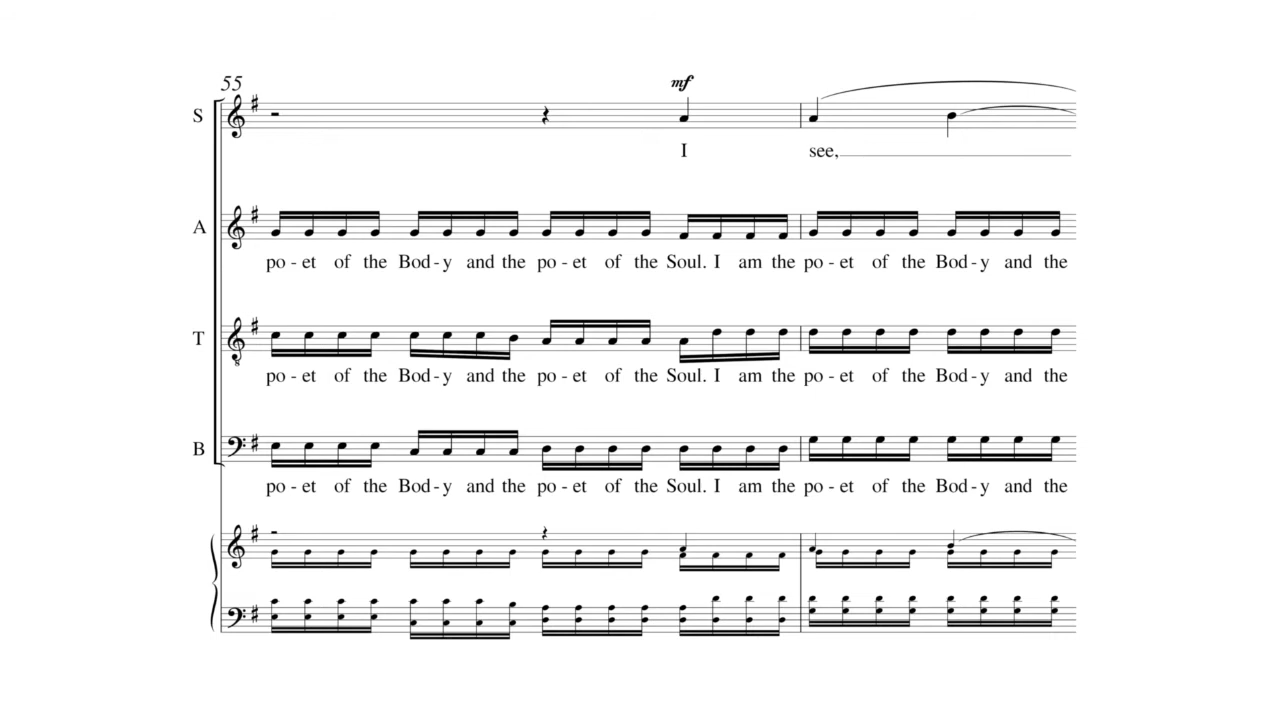 55
mf
S
I see,
A
po - et of the Bod - y and the po - et of the Soul. I am the po - et of the Bod - y and the
T
po - et of the Bod - y and the po - et of the Soul. I am the po - et of the Bod - y and the
B
po - et of the Bod - y and the po - et of the Soul. I am the po - et of the Bod - y and the